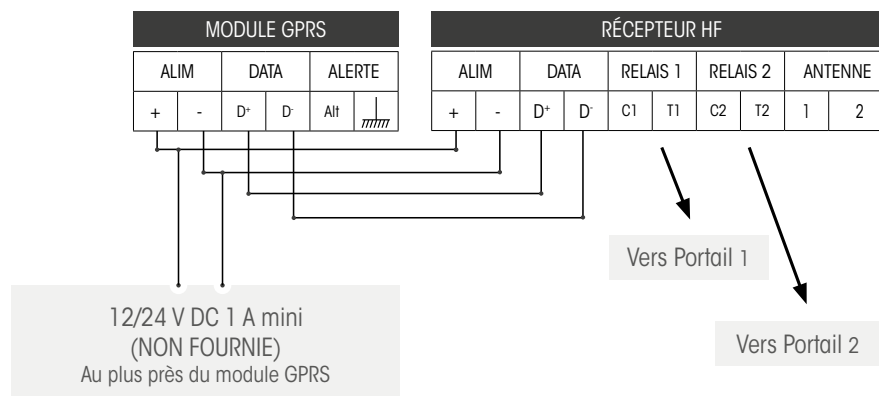 MODULE GPRS
RÉCEPTEUR HF
ALIM DATA ALERTE
ALIM DATA RELAIS 1 RELAIS 2 ANTENNE
+ - D+ D- Alt
+ - D+ D- C1 T1 C2 T2 1 2
Vers Portail 1
12/24 V DC 1 A mini
(NON FOURNIE)
Au plus près du module GPRS
Vers Portail 2